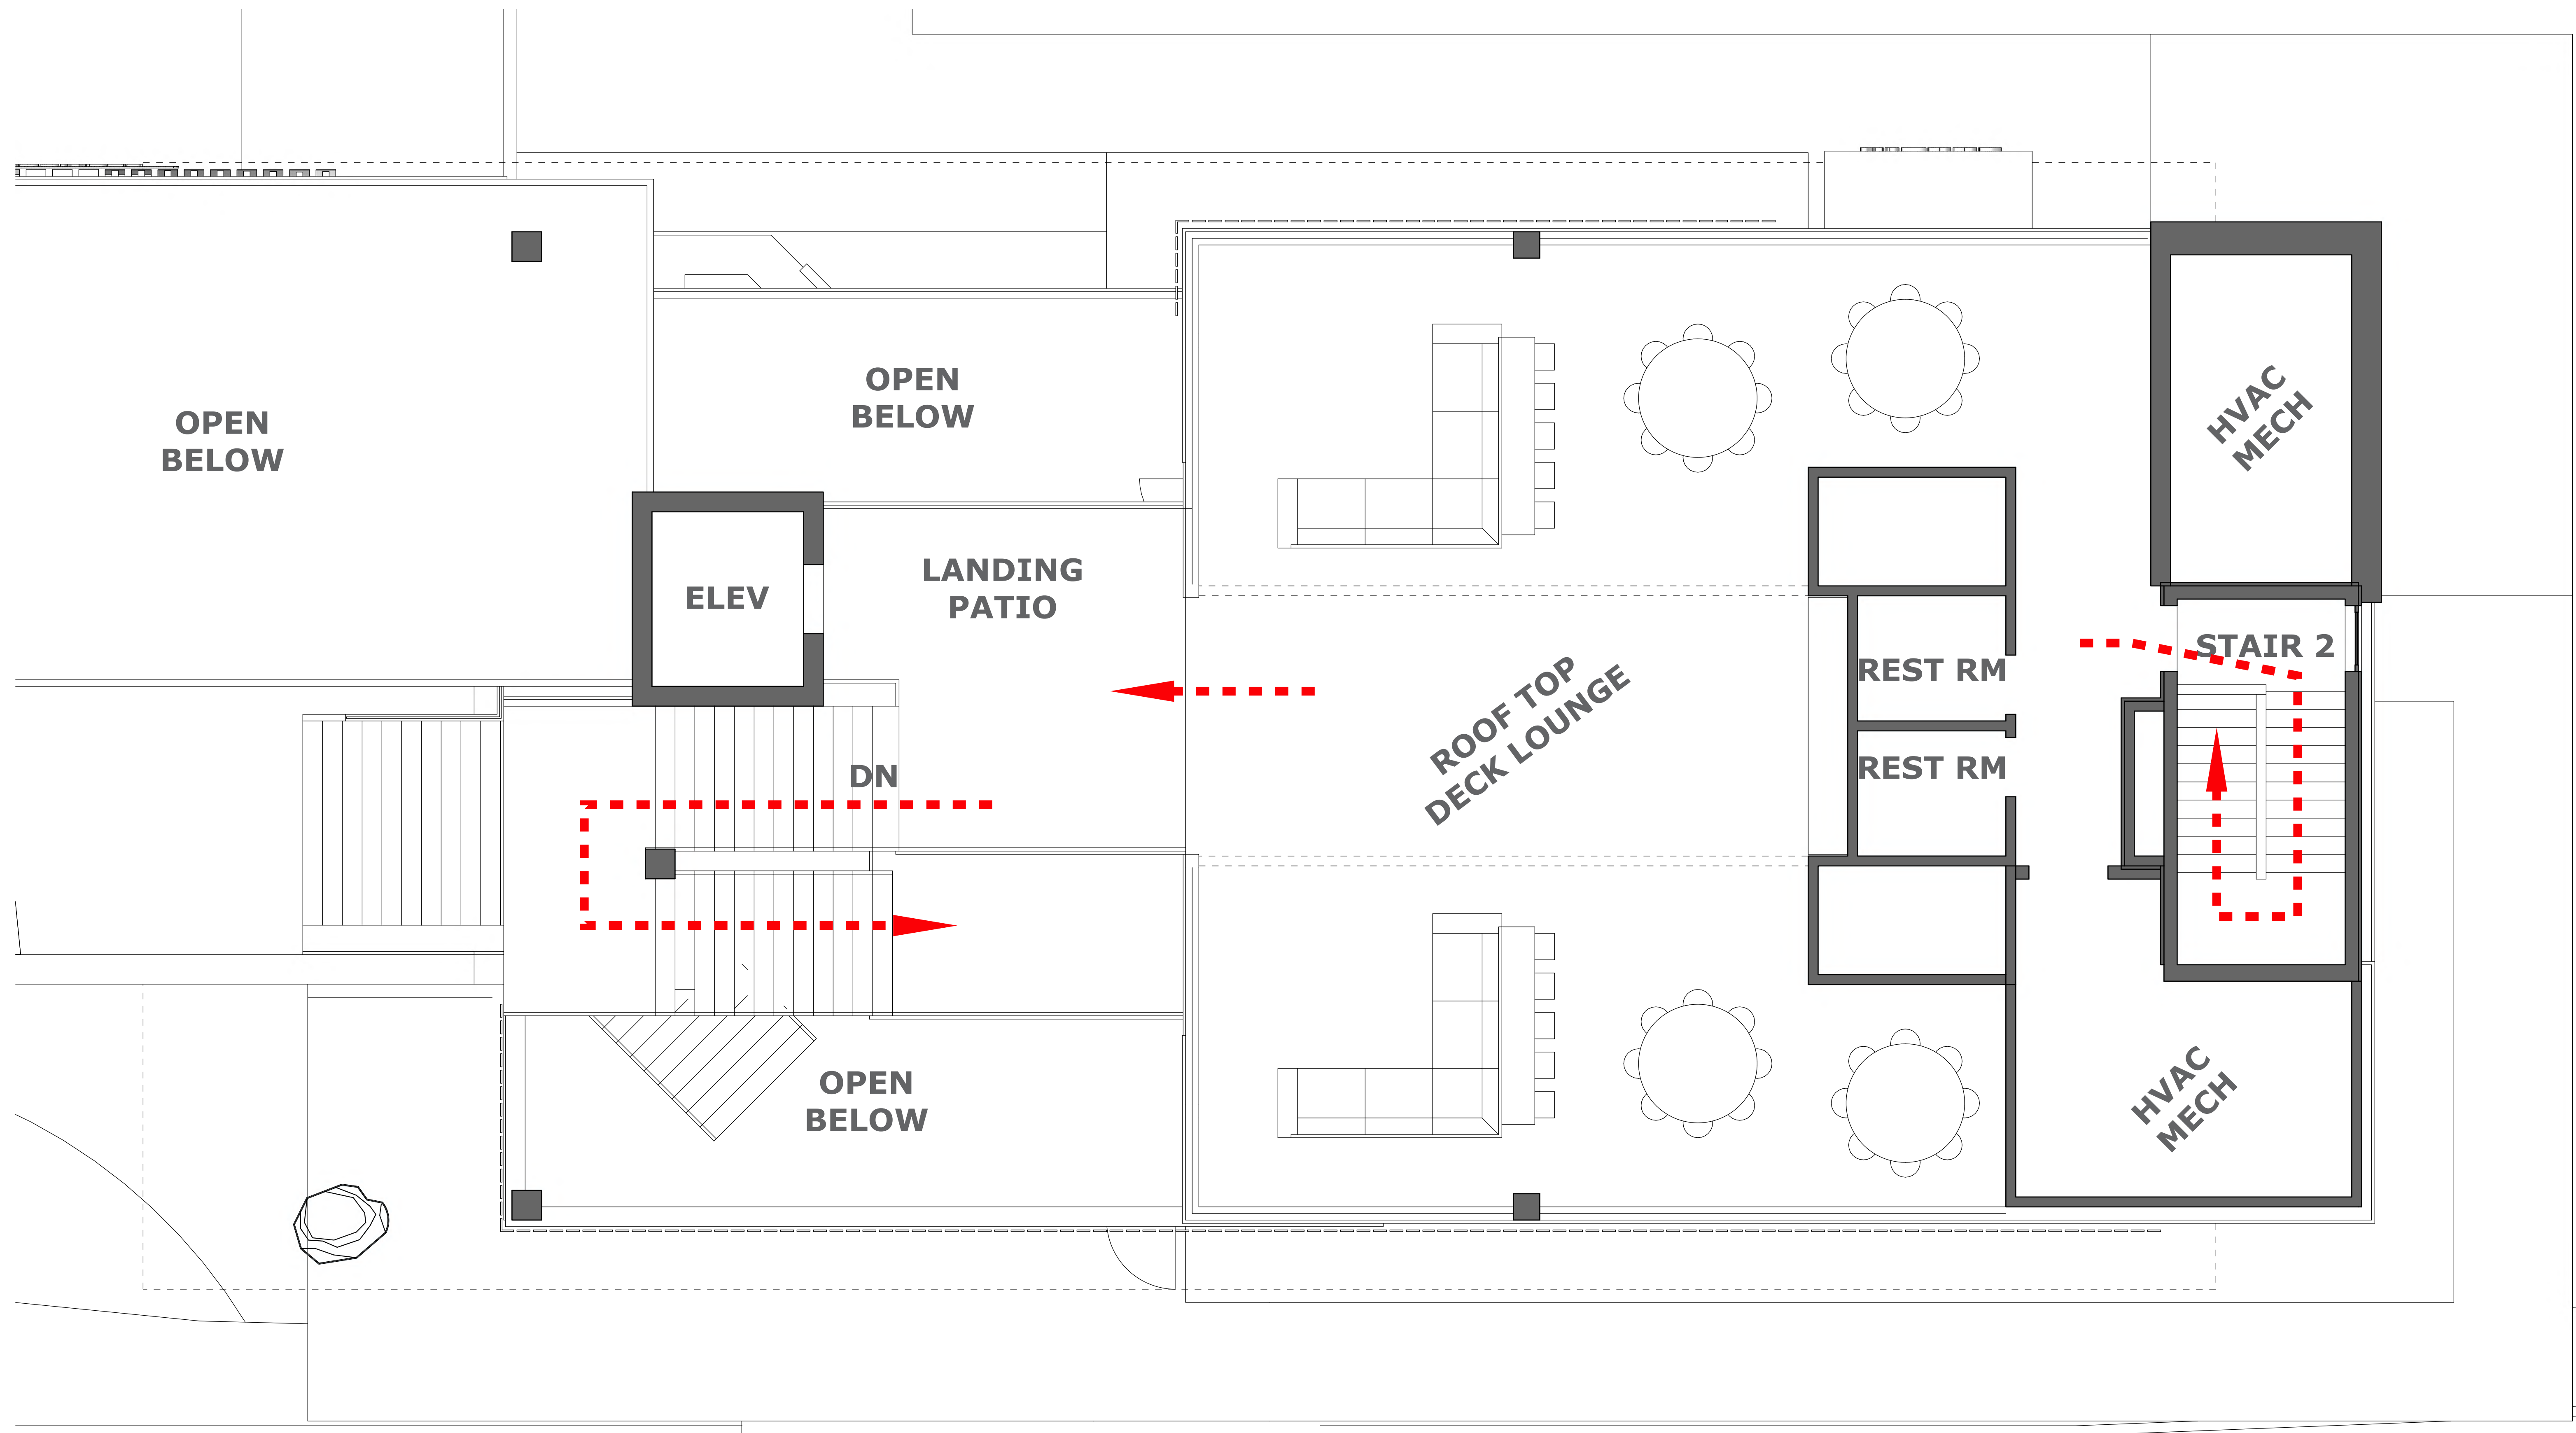 OPEN
BELOW
OPEN
BELOW
HVAC
MECH
ELEV
LANDING
PATIO
STAIR 2
REST RM
ROOF TOP
DECK LOUNGE
REST RM
DN
OPEN
BELOW
HVAC
MECH